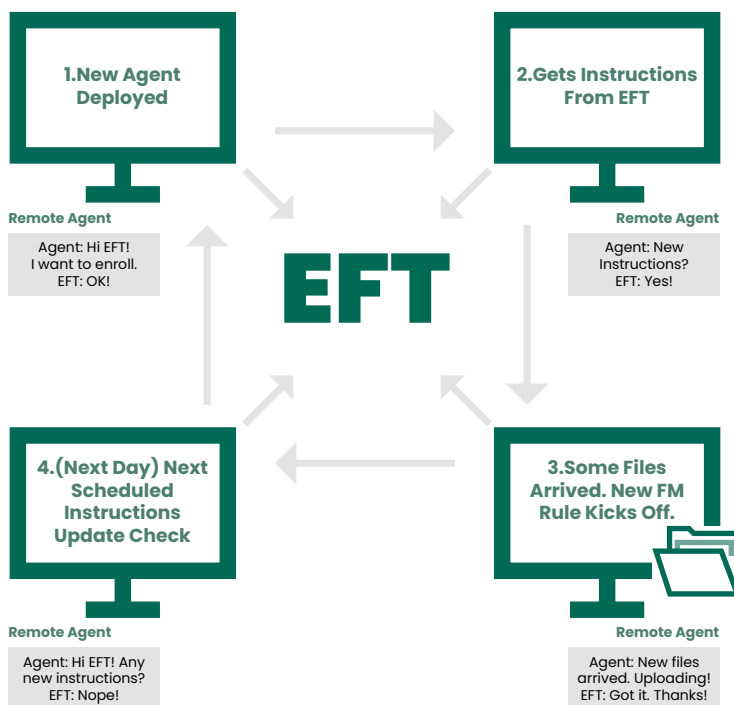 1.New Agent
Deployed
Remote Agent
Agent: Hi EFT!
I want to enroll.
EFT: OK!
2.Gets Instructions
From EFT
Remote Agent
Agent: New
Instructions?
EFT: Yes!
EFT
3.Some Files
Arrived. New FM
Rule Kicks Off.
Remote Agent
Agent: New files
arrived. Uploading!
EFT: Got it. Thanks!
4.(Next Day) Next
Scheduled
Instructions
Update Check
Remote Agent
Agent: Hi EFT! Any
new instructions?
EFT: Nope!